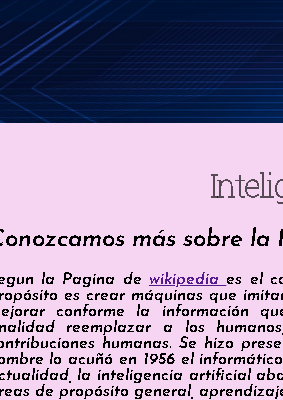 Intelig
Conozcamos más sobre la
egun la Pagina de wikipedia es el co
ropósito es crear máquinas que imitan
ejorar conforme la información que
nalidad reemplazar a los humanos,
ontribuciones humanas. Se hizo prese
ombre lo acuñó en 1956 el informático
ctualidad, la inteligencia artificial aba
reas de propósito general, aprendizaje